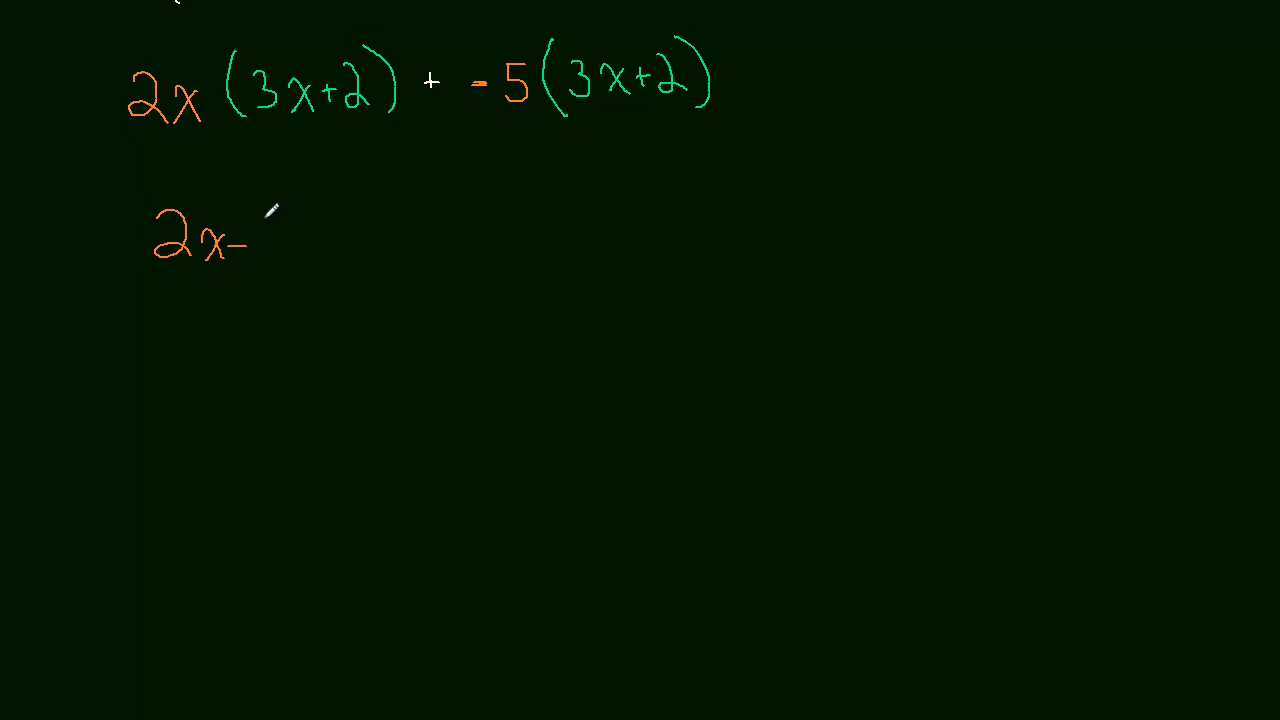 2x (3x+2) + -5 (3x+2)
2x-